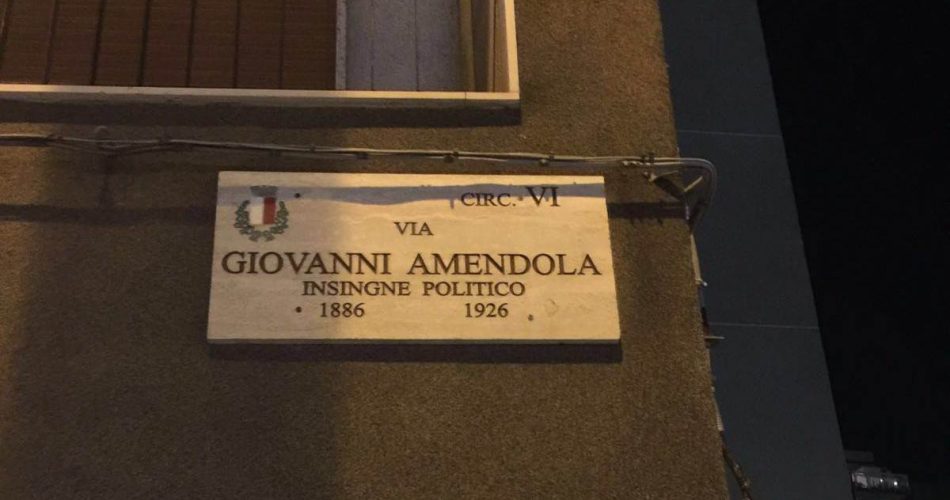 CIRC. VI
VIA
GIOVANNI AMENDOLA
INSINGNE POLITICO
1886 1926